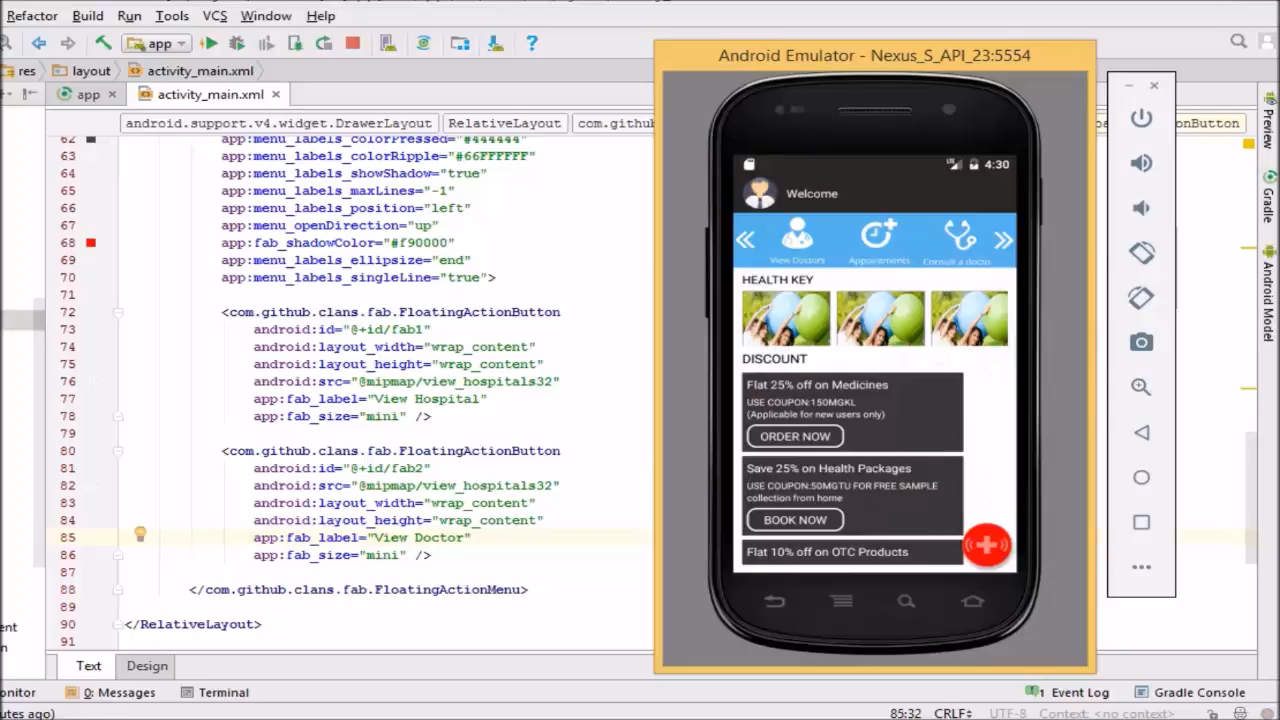 Refactor Build Run Tools VCS Window Help
app
res layout activity_main.xml
app activity_main.xml
android.support.v4.widget.DrawerLayout RelativeLayout com.github
onButton
62 app:menu_labels_colorPressed="#444444"
63 app:menu_labels_colorRipple="#66FFFFFF"
64 app:menu_labels_showShadow="true"
65 app:menu_labels_maxLines="-1"
66 app:menu_labels_position="left"
67 app:menu_openDirection="up"
68 app:fab_shadowColor="#f90000"
69 app:menu_labels_ellipsize="end"
70 app:menu_labels_singleLine="true">
71
72 <com.github.clans.fab.FloatingActionButton
73 android:id="@+id/fab1"
74 android:layout_width="wrap_content"
75 android:layout_height="wrap_content"
76 android:src="@mipmap/view_hospitals32"
77 app:fab_label="View Hospital"
78 app:fab_size="mini" />
79
80 <com.github.clans.fab.FloatingActionButton
81 android:id="@+id/fab2"
82 android:src="@mipmap/view_hospitals32"
83 android:layout_width="wrap_content"
84 android:layout_height="wrap_content"
85 app:fab_label="View Doctor"
86 app:fab_size="mini" />
87
88 </com.github.clans.fab.FloatingActionMenu>
89
90 </RelativeLayout>
91
Text Design
onitor 0: Messages Terminal
1 Event Log Gradle Console
utes ago)
85:32 CRLF UTF-8 Context: <no context>
Android Emulator - Nexus_S_API_23:5554
LTE 4:30
Welcome
View Doctors Appointments Consult a docto
HEALTH KEY
DISCOUNT
Flat 25% off on Medicines
USE COUPON:150MGKL
(Applicable for new users only)
ORDER NOW
Save 25% on Health Packages
USE COUPON:50MGTU FOR FREE SAMPLE
collection from home
BOOK NOW
Flat 10% off on OTC Products
Preview
Gradle
Android Model